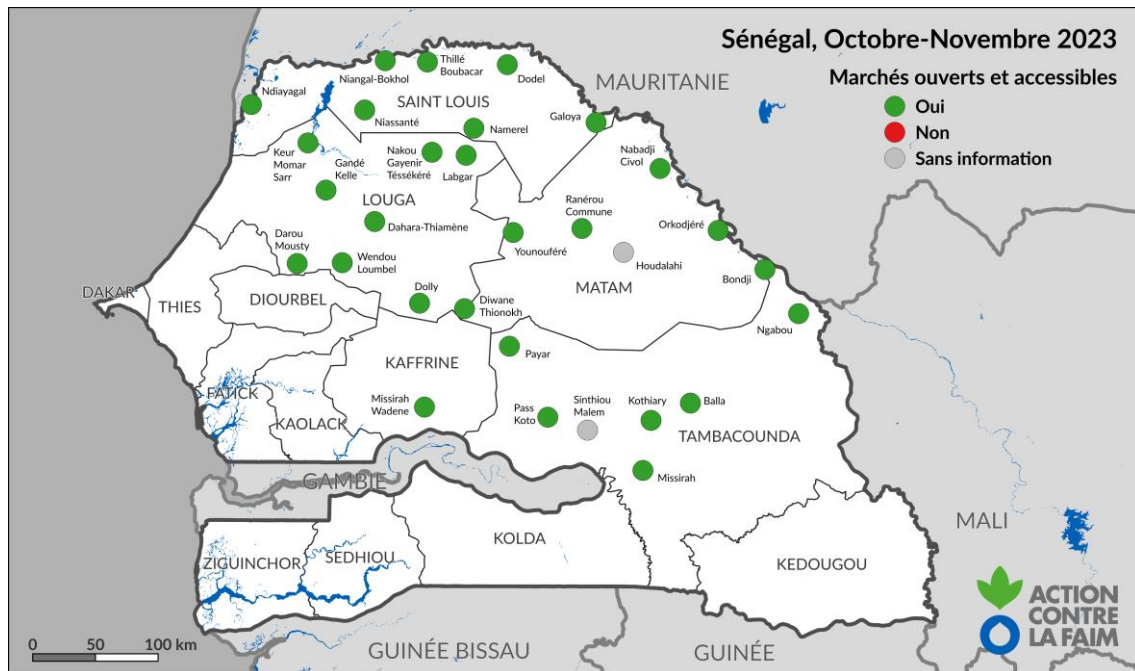 Sénégal, Octobre-Novembre 2023
Marchés ouverts et accessibles
Oui
Non
Sans information
MAURITANIE
Niangal-Bokhol
Thillé
Boubacar
Dodel
Ndiayagal
SAINT LOUIS
Niassanté
Namerel
Galoya
Keur
Momar
Sarr
Gandé
Kelle
Nakou
Gayenir
Téssékéré
Labgar
Nabadji
Civol
LOUGA
Dahara-Thiamène
Ranérou
Commune
Younouféré
Orkodjéré
Houdalahi
Darou
Mousty
Wendou
Loumbel
Bondji
MATAM
DAKAR
THIES
DIOURBEL
Dolly
Diwane
Thionokh
Ngabou
Payar
KAFFRINE
FATICK
KAOLACK
Missirah
Wadene
Pass
Koto
Sinthiou
Malem
Kothiary
Balla
TAMBACOUNDA
Missirah
GAMBIE
MALI
KOLDA
ZIGUINCHOR
SEDHIOU
KEDOUGOU
GUINÉE BISSAU
GUINÉE
0 50 100 km
ACTION
CONTRE
LA FAIM